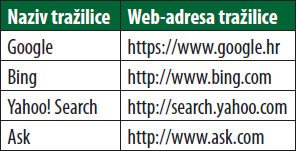 Naziv tražilice Web-adresa tražilice
Google https://www.google.hr
Bing http://www.bing.com
Yahoo! Search http://search.yahoo.com
Ask http://www.ask.com